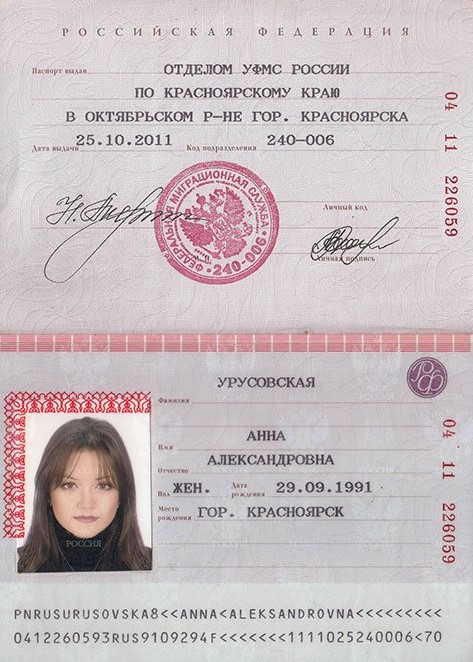 РОССИЙСКАЯ ФЕДЕРАЦИЯ
Паспорт выдан ОТДЕЛОМ УФМС РОССИИ
ПО КРАСНОЯРСКОМУ КРАЮ
В ОКТЯБРЬСКОМ Р-НЕ ГОР. КРАСНОЯРСКА
Дата выдачи 25.10.2011 Код подразделения 240-006
04 11 226059
Личный код
Личная подпись
ФЕДЕРАЛЬНАЯ МИГРАЦИОННАЯ СЛУЖБА
240-006
РФ
УРУСОВСКАЯ
Фамилия
АННА
Имя
АЛЕКСАНДРОВНА
Отчество
Пол ЖЕН. Дата рождения 29.09.1991
Место рождения ГОР. КРАСНОЯРСК
04 11 226059
РОССИЯ
PNRUSURUSOVSKA8<<ANNA<ALEKSANDROVNA<<<<<<<<<
0412260593RUS9109294F<<<<<<<1111025240006<70